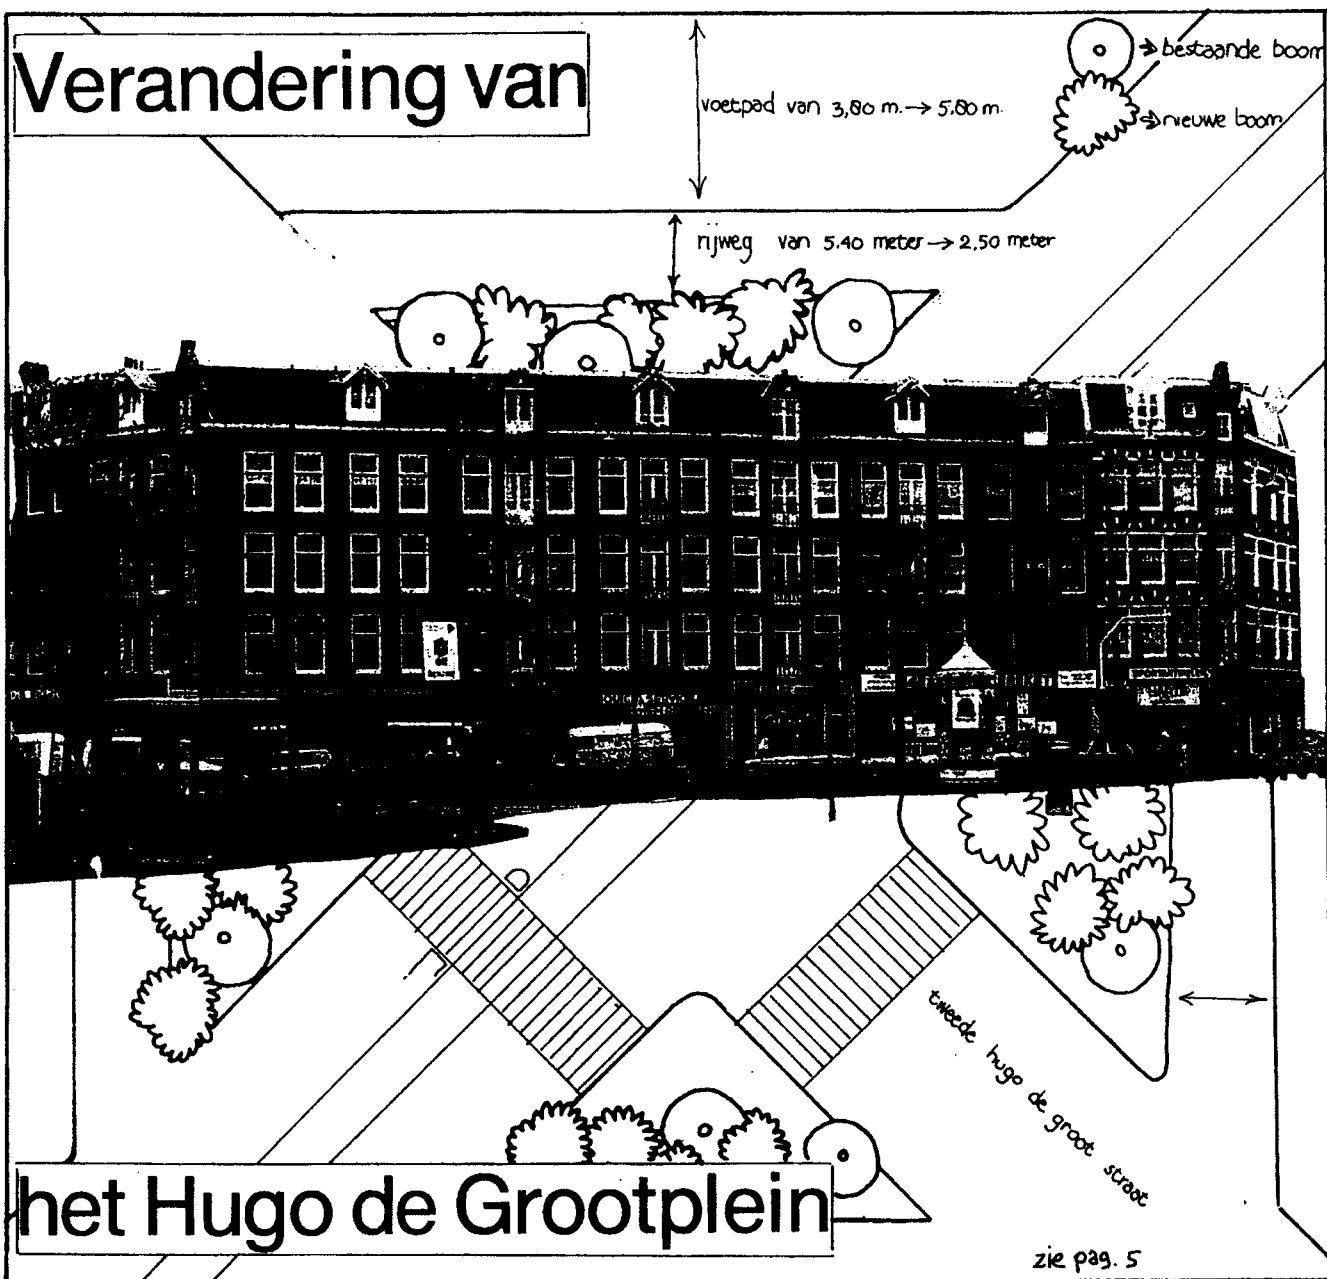 Verandering van
bestaande boom
voetpad van 3,80 m. → 5.80 m.
nieuwe boom
rijweg van 5.40 meter → 2,50 meter
tweede hugo de groot straat
het Hugo de Grootplein
zie pag. 5